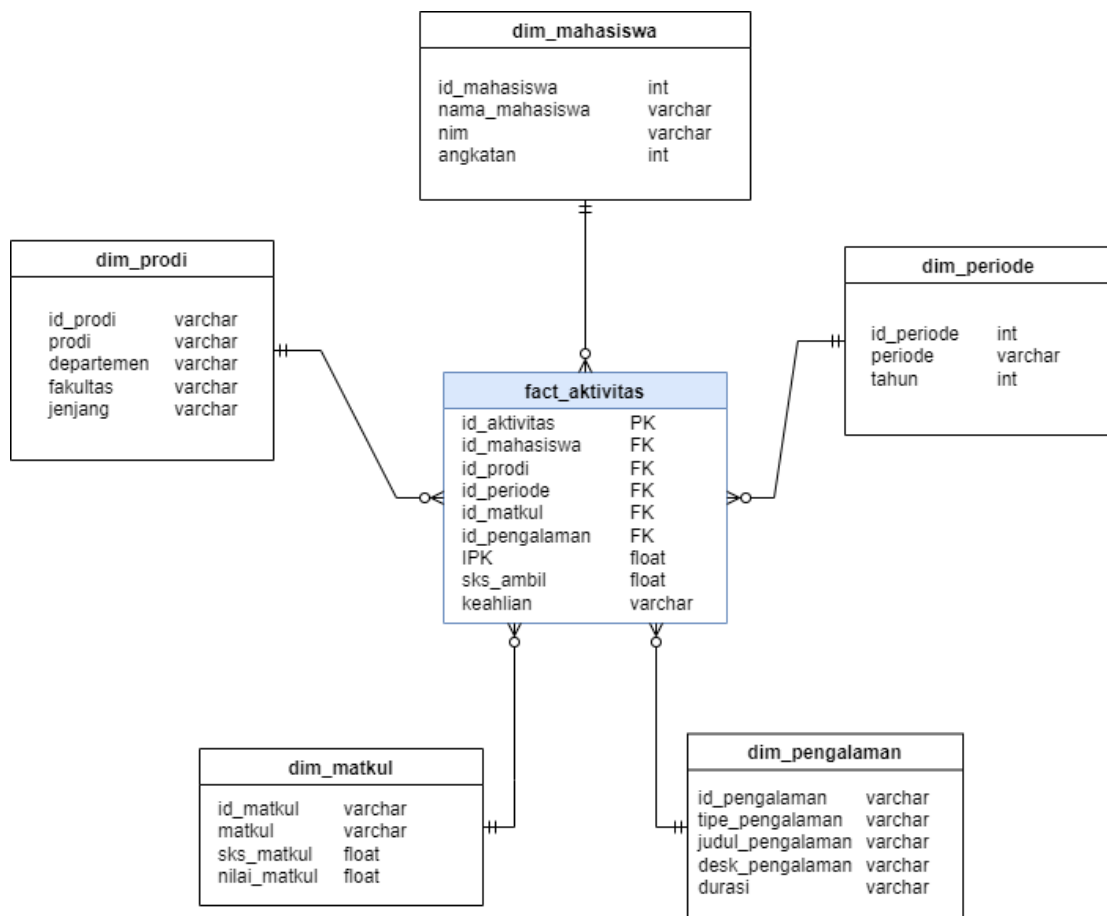 dim_mahasiswa
id_mahasiswa int
nama_mahasiswa varchar
nim varchar
angkatan int
dim_prodi
id_prodi varchar
prodi varchar
departemen varchar
fakultas varchar
jenjang varchar
dim_periode
id_periode int
periode varchar
tahun int
fact_aktivitas
id_aktivitas PK
id_mahasiswa FK
id_prodi FK
id_periode FK
id_matkul FK
id_pengalaman FK
IPK float
sks_ambil float
keahlian varchar
dim_matkul
id_matkul varchar
matkul varchar
sks_matkul float
nilai_matkul float
dim_pengalaman
id_pengalaman varchar
tipe_pengalaman varchar
judul_pengalaman varchar
desk_pengalaman varchar
durasi varchar